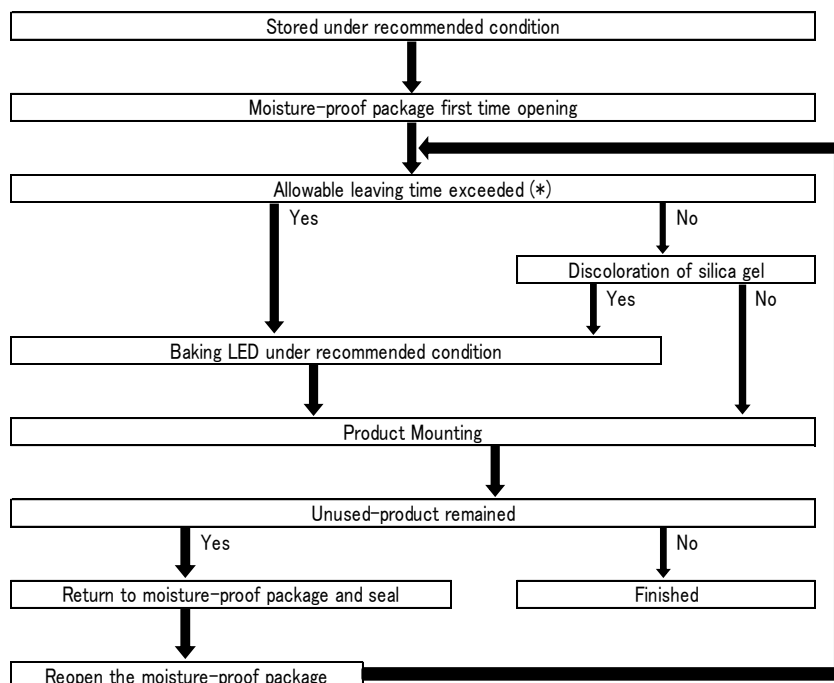 Stored under recommended condition
Moisture-proof package first time opening
Allowable leaving time exceeded (*)
Yes
No
Discoloration of silica gel
Yes
No
Baking LED under recommended condition
Product Mounting
Unused-product remained
Yes
No
Return to moisture-proof package and seal
Finished
Reopen the moisture-proof package